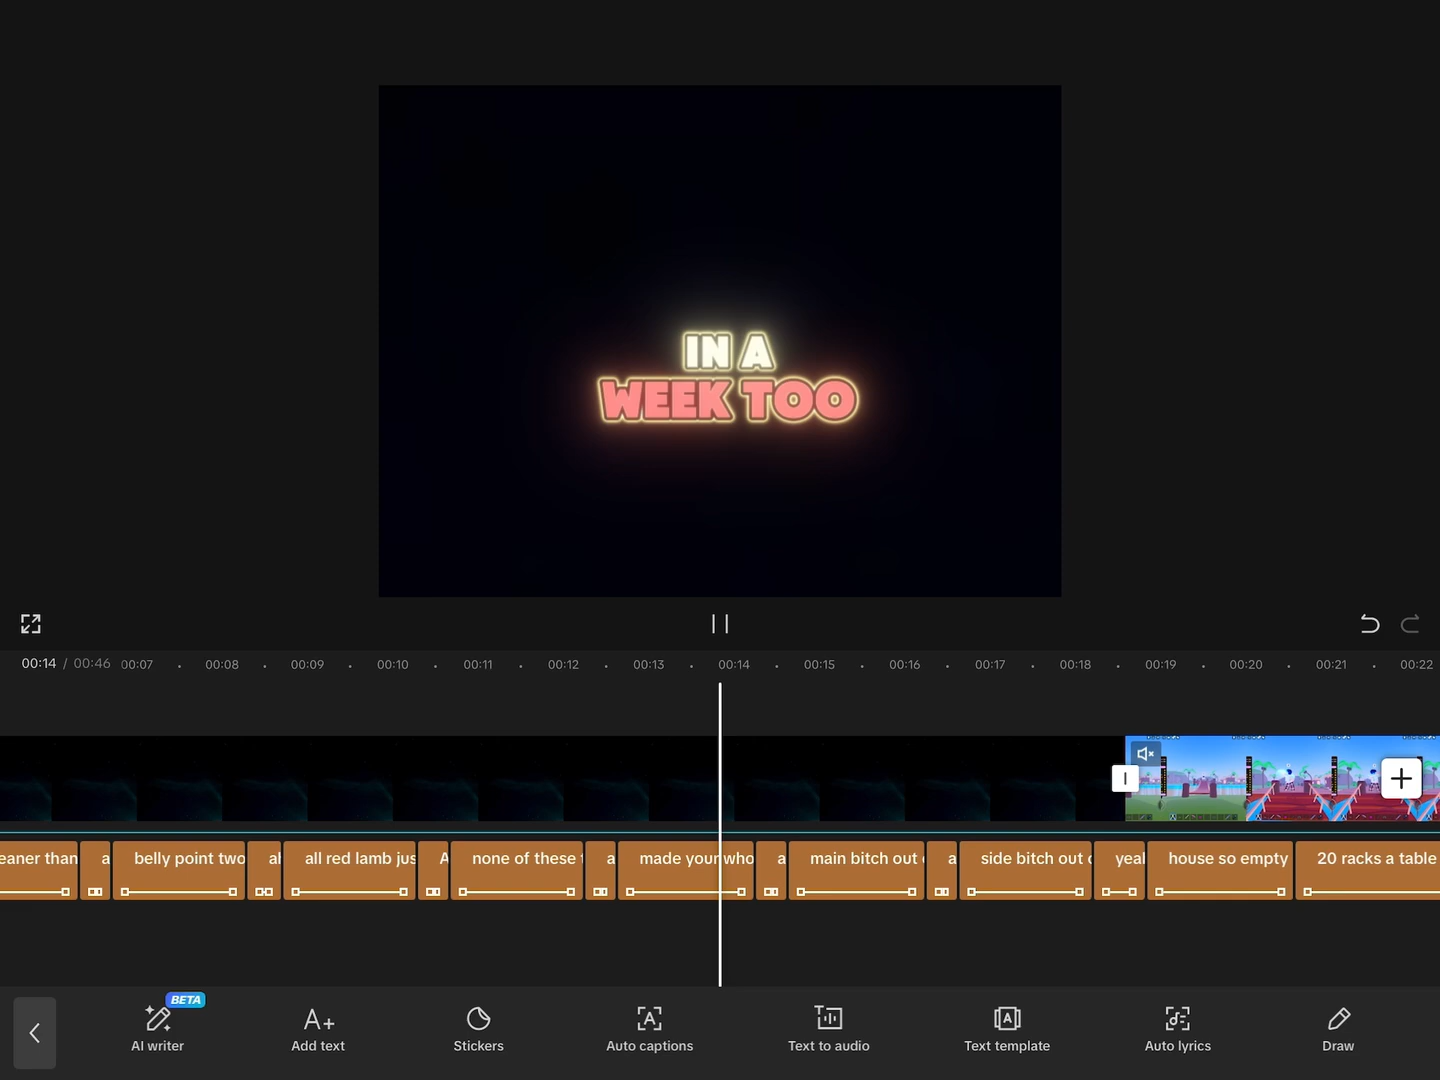 IN A
WEEK TOO
00:14 / 00:46 00:07 00:08 00:09 00:10 00:11 00:12 00:13 00:14 00:15 00:16 00:17 00:18 00:19 00:20 00:21 00:22
eaner than a belly point two al all red lamb jus A none of these a made your who a main bitch out a side bitch out yeal house so empty 20 racks a table
BETA
AI writer Add text Stickers Auto captions Text to audio Text template Auto lyrics Draw